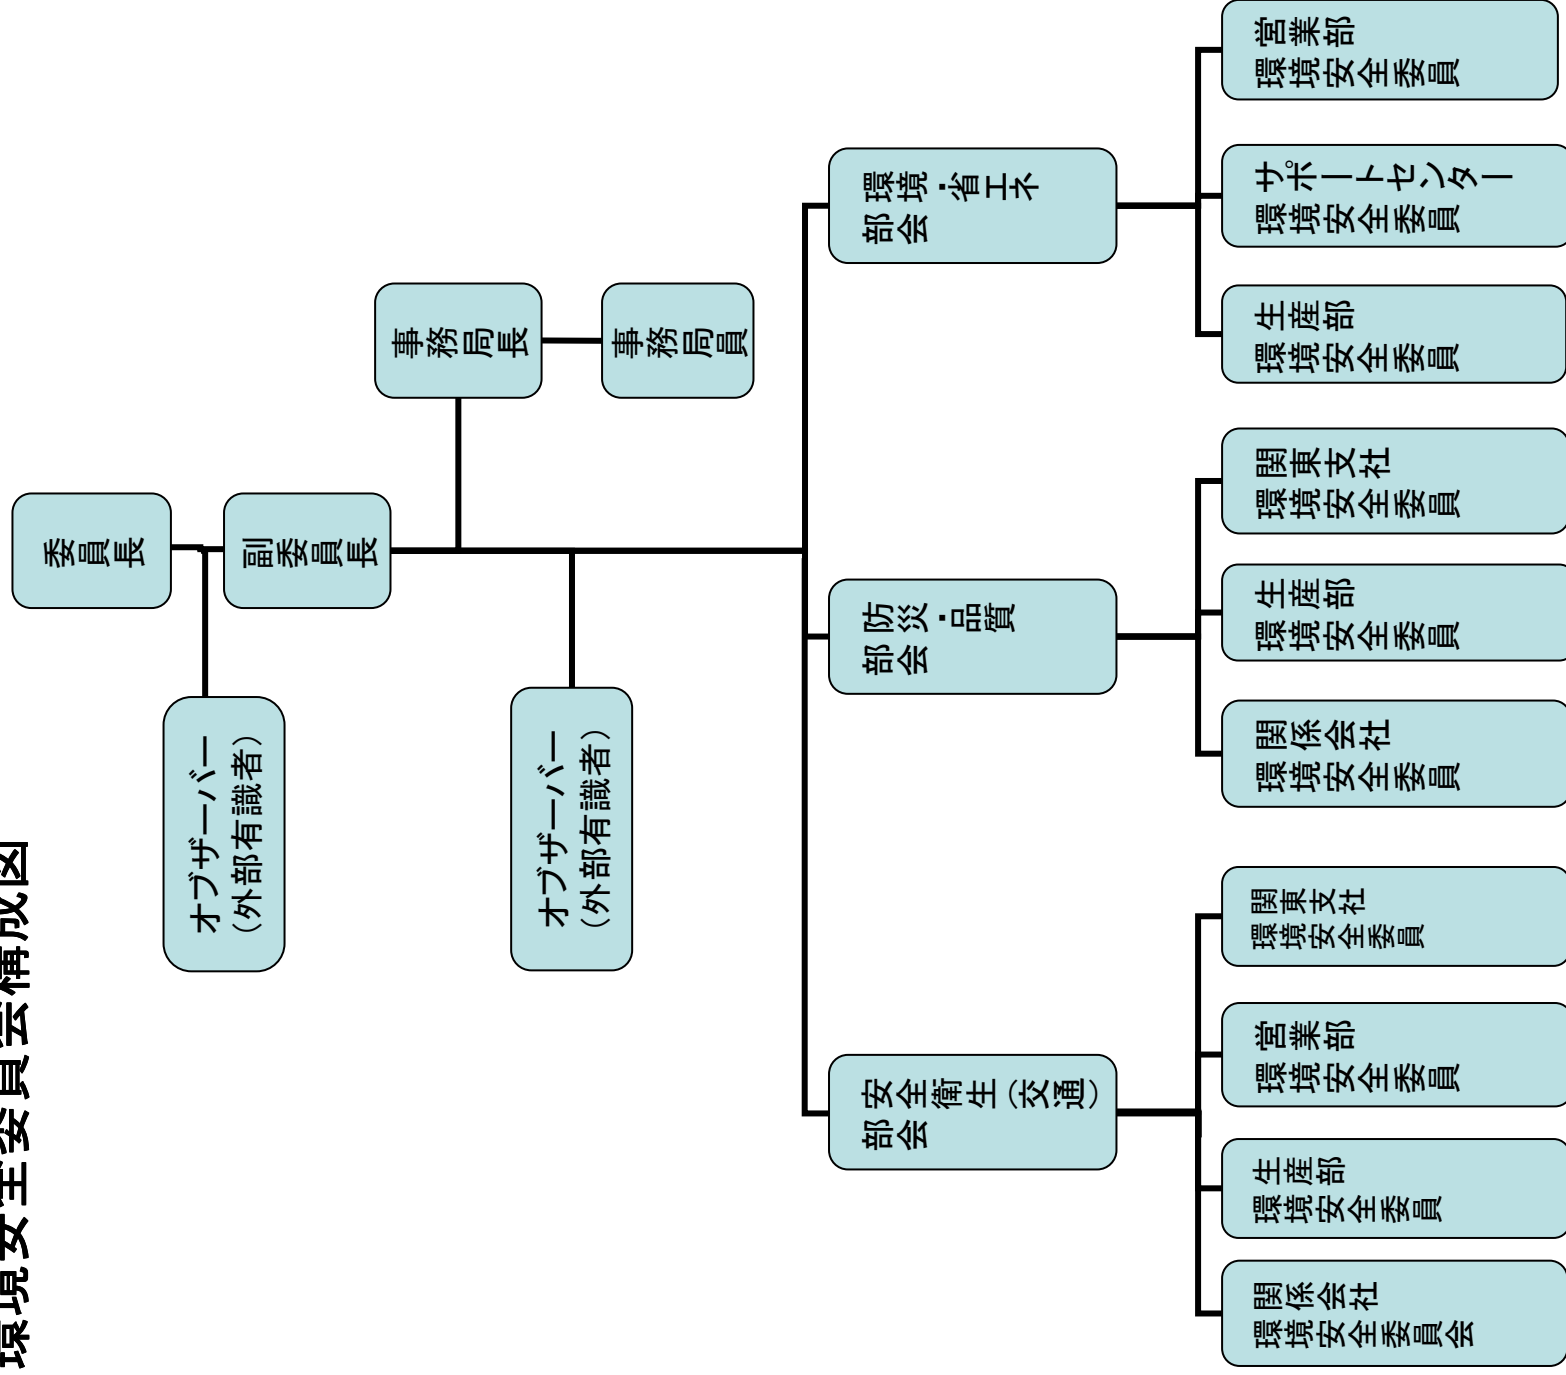 環境安全委員会構成図
委員長
副委員長
オブザーバー
（外部有識者）
事務局長
事務局員
オブザーバー
（外部有識者）
安全衛生（交通）
部会
防災・品質
部会
環境・省エネ
部会
関係会社
環境安全委員会
生産部
環境安全委員
営業部
環境安全委員
関東支社
環境安全委員
関係会社
環境安全委員
生産部
環境安全委員
関東支社
環境安全委員
生産部
環境安全委員
サポートセンター
環境安全委員
営業部
環境安全委員